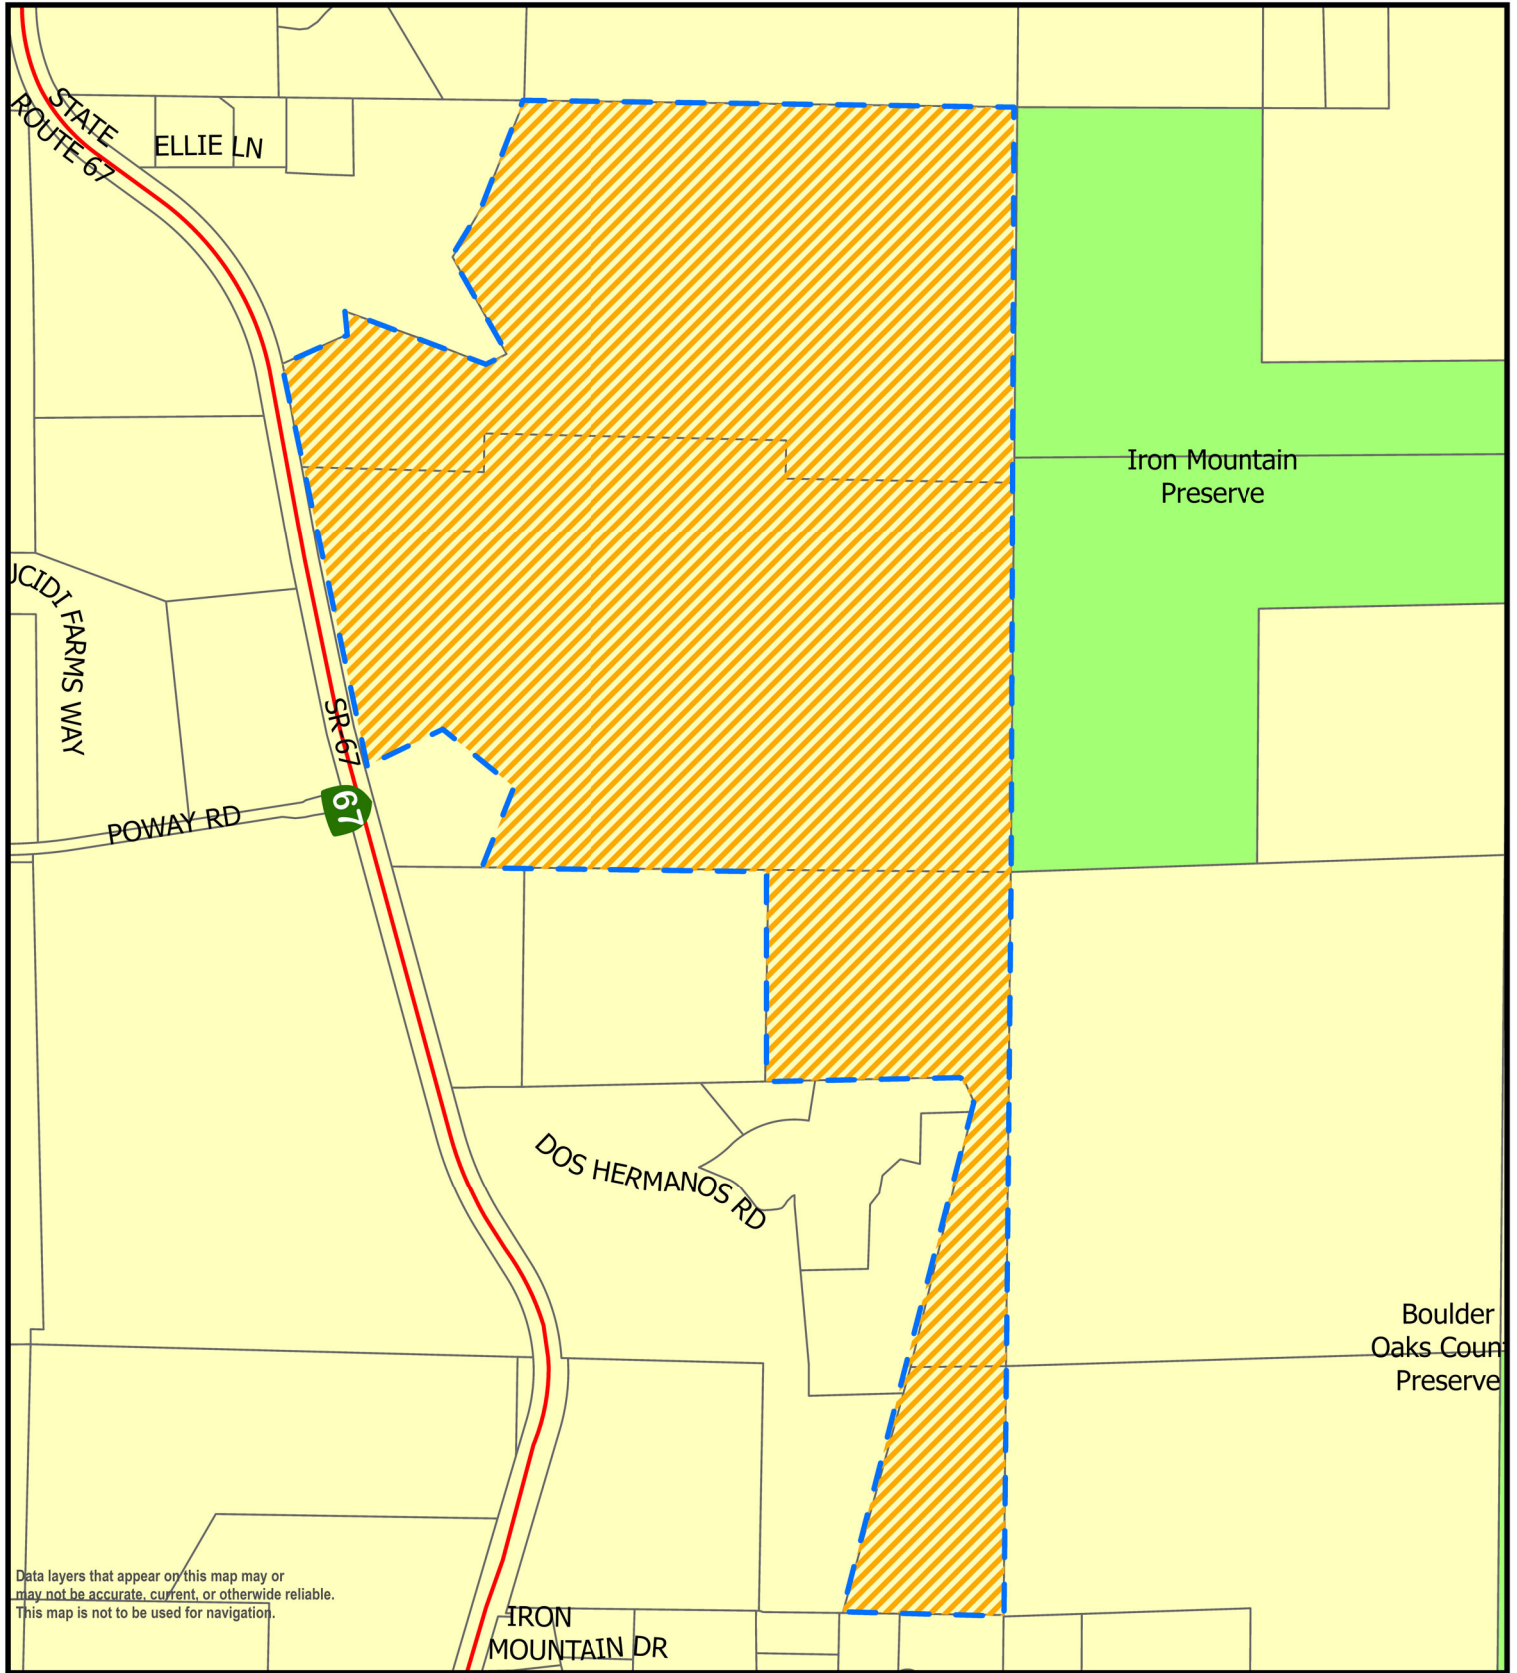 STATE
ROUTE 67
ELLIE LN
Iron Mountain
Preserve
UCIDI FARMS WAY
SR-67
67
POWAY RD
DOS HERMANOS RD
Boulder
Oaks Coun
Preserve
Data layers that appear on this map may or
may not be accurate, current, or otherwide reliable.
This map is not to be used for navigation.
IRON
MOUNTAIN DR